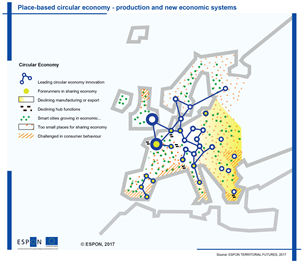 Place-based circular economy - production and new economic systems
Circular Economy
Leading circular economy innovation
Forerunners in sharing economy
Declining manufacturing or export
Declining hub functions
Smart cities growing in economic...
Too small places for sharing economy
Challenged in consumer behaviour
ESPON
© ESPON, 2017
Source: ESPON TERRITORIAL FUTURES, 2017